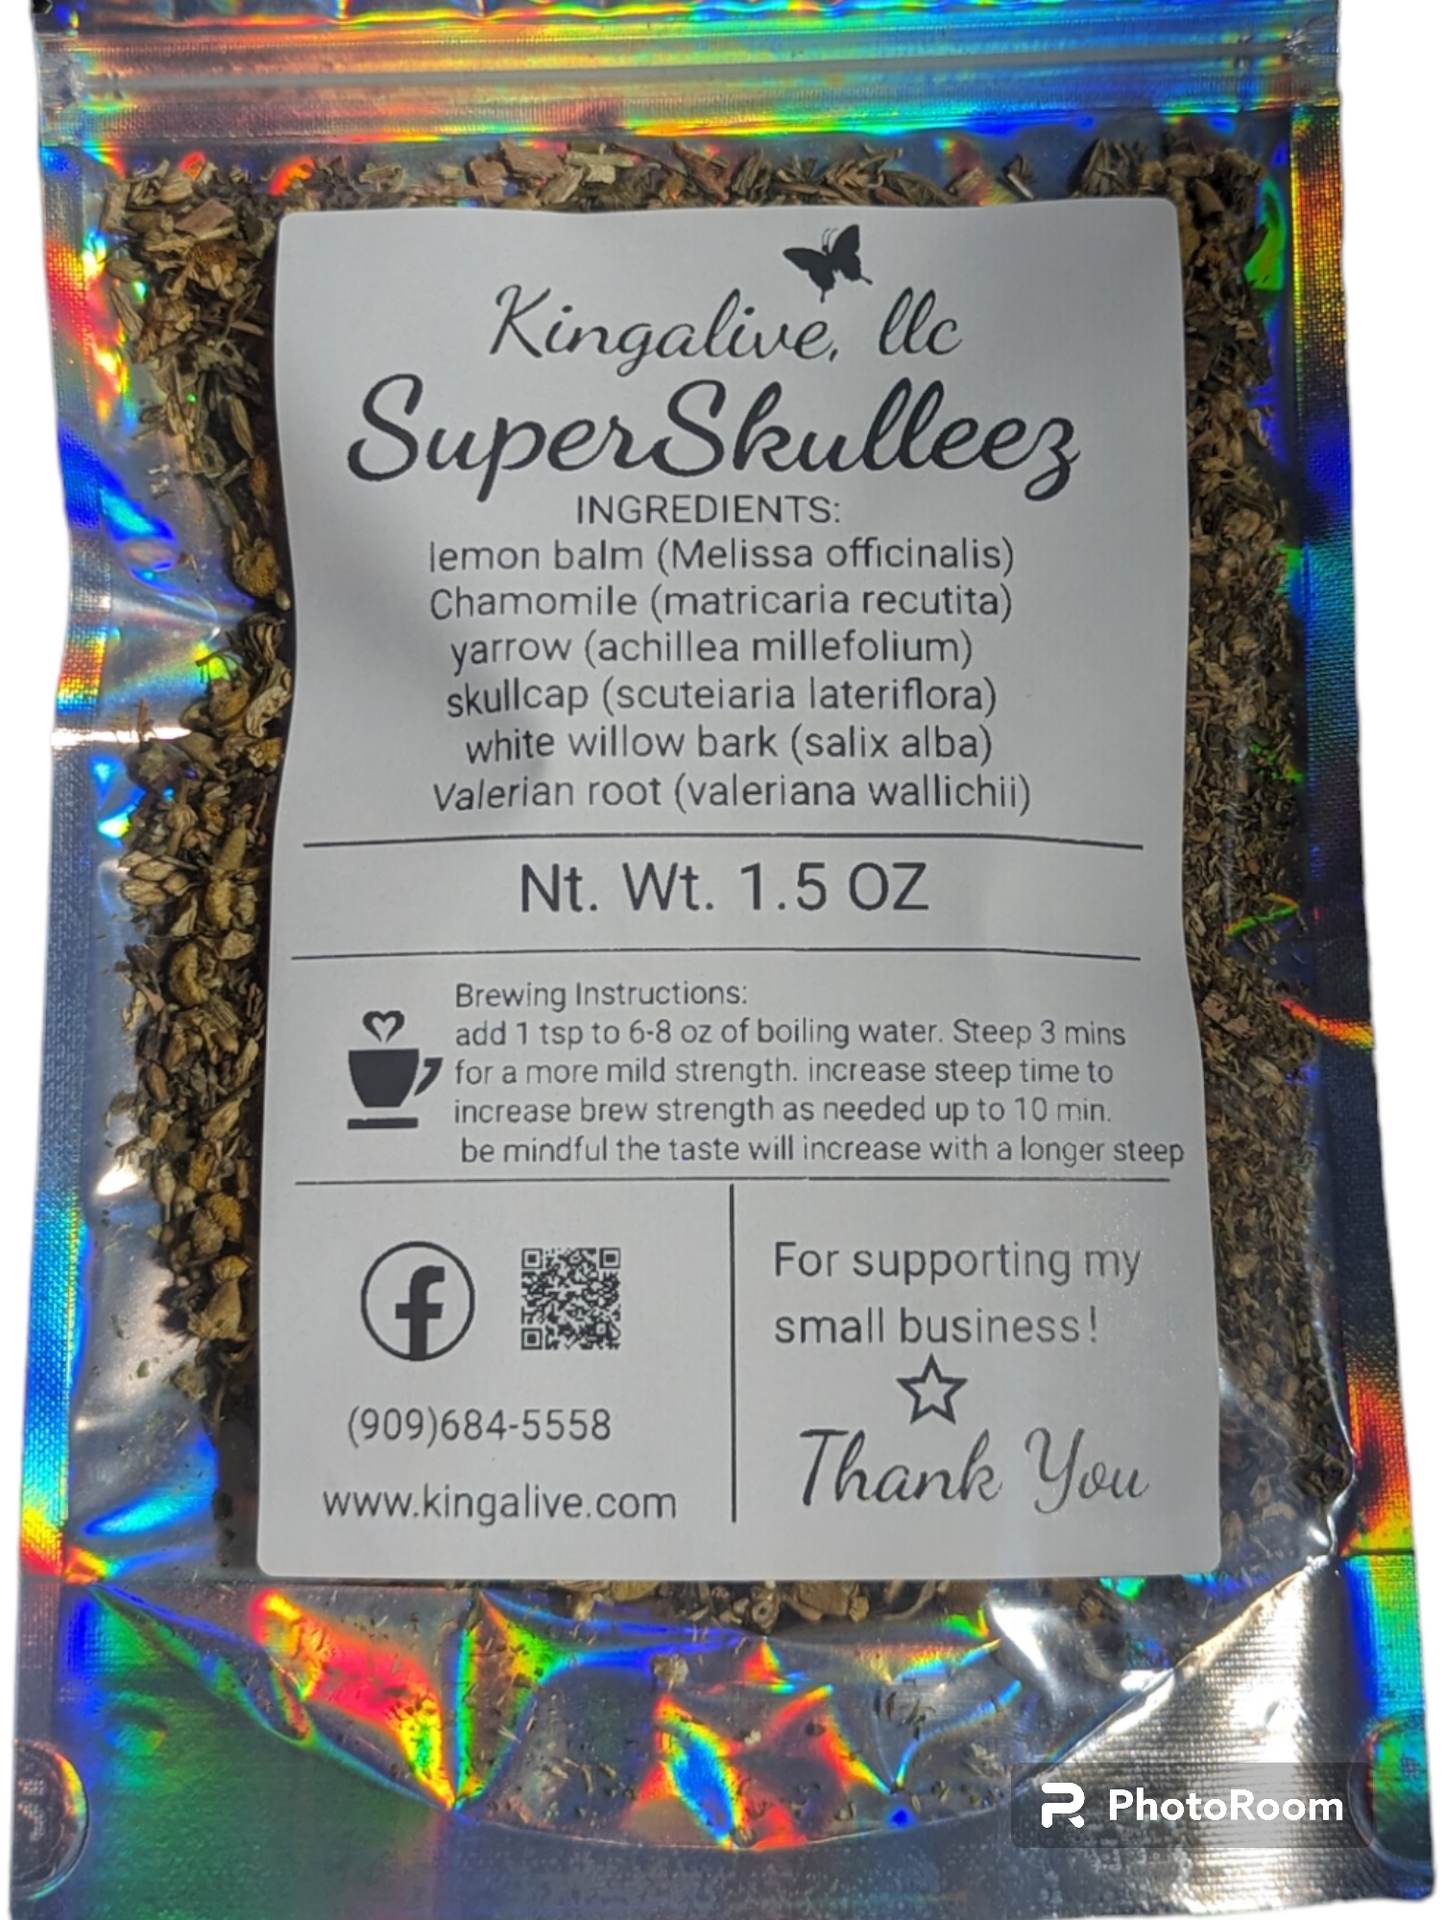 Kingalive, llc
SuperSkulleez
INGREDIENTS:
lemon balm (Melissa officinalis)
Chamomile (matricaria recutita)
yarrow (achillea millefolium)
skullcap (scuteiaria lateriflora)
white willow bark (salix alba)
Valerian root (valeriana wallichii)
Nt. Wt. 1.5 OZ
Brewing Instructions:
add 1 tsp to 6-8 oz of boiling water. Steep 3 mins
for a more mild strength. increase steep time to
increase brew strength as needed up to 10 min.
be mindful the taste will increase with a longer steep
(909)684-5558
www.kingalive.com
For supporting my
small business!
Thank You
PhotoRoom